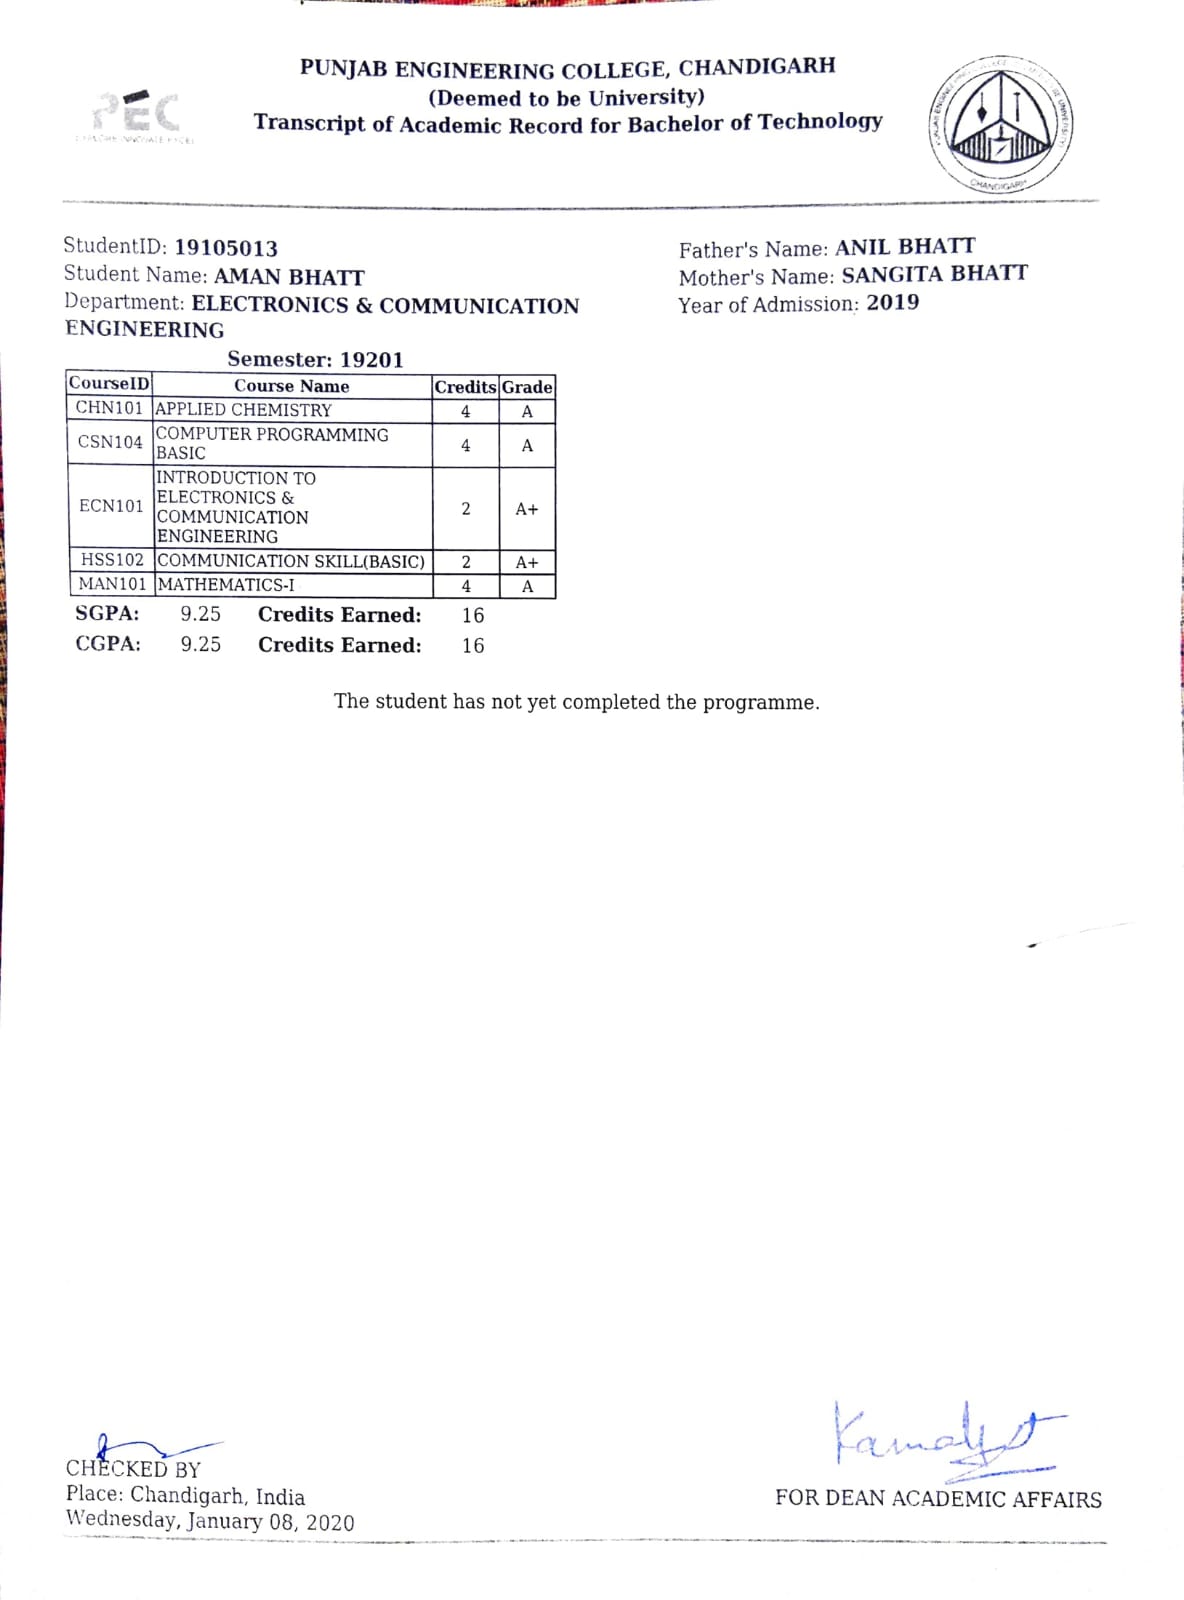 PUNJAB ENGINEERING COLLEGE, CHANDIGARH
(Deemed to be University)
Transcript of Academic Record for Bachelor of Technology
PEC
CHANDIGARH
StudentID: 19105013
Student Name: AMAN BHATT
Department: ELECTRONICS & COMMUNICATION
ENGINEERING
Father's Name: ANIL BHATT
Mother's Name: SANGITA BHATT
Year of Admission: 2019
Semester: 19201
CourseID Course Name Credits Grade
CHN101 APPLIED CHEMISTRY 4 A
CSN104 COMPUTER PROGRAMMING
BASIC 4 A
ECN101 INTRODUCTION TO
ELECTRONICS &
COMMUNICATION
ENGINEERING 2 A+
HSS102 COMMUNICATION SKILL(BASIC) 2 A+
MAN101 MATHEMATICS-I 4 A
SGPA: 9.25 Credits Earned: 16
CGPA: 9.25 Credits Earned: 16
The student has not yet completed the programme.
CHECKED BY
Place: Chandigarh, India
Wednesday, January 08, 2020
FOR DEAN ACADEMIC AFFAIRS